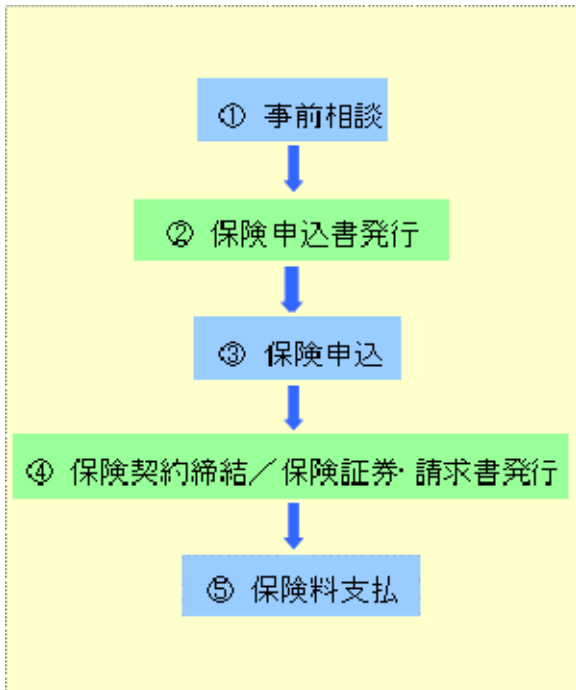 ① 事前相談
② 保険申込書発行
③ 保険申込
④ 保険契約締結／保険証券・請求書発行
⑤ 保険料支払